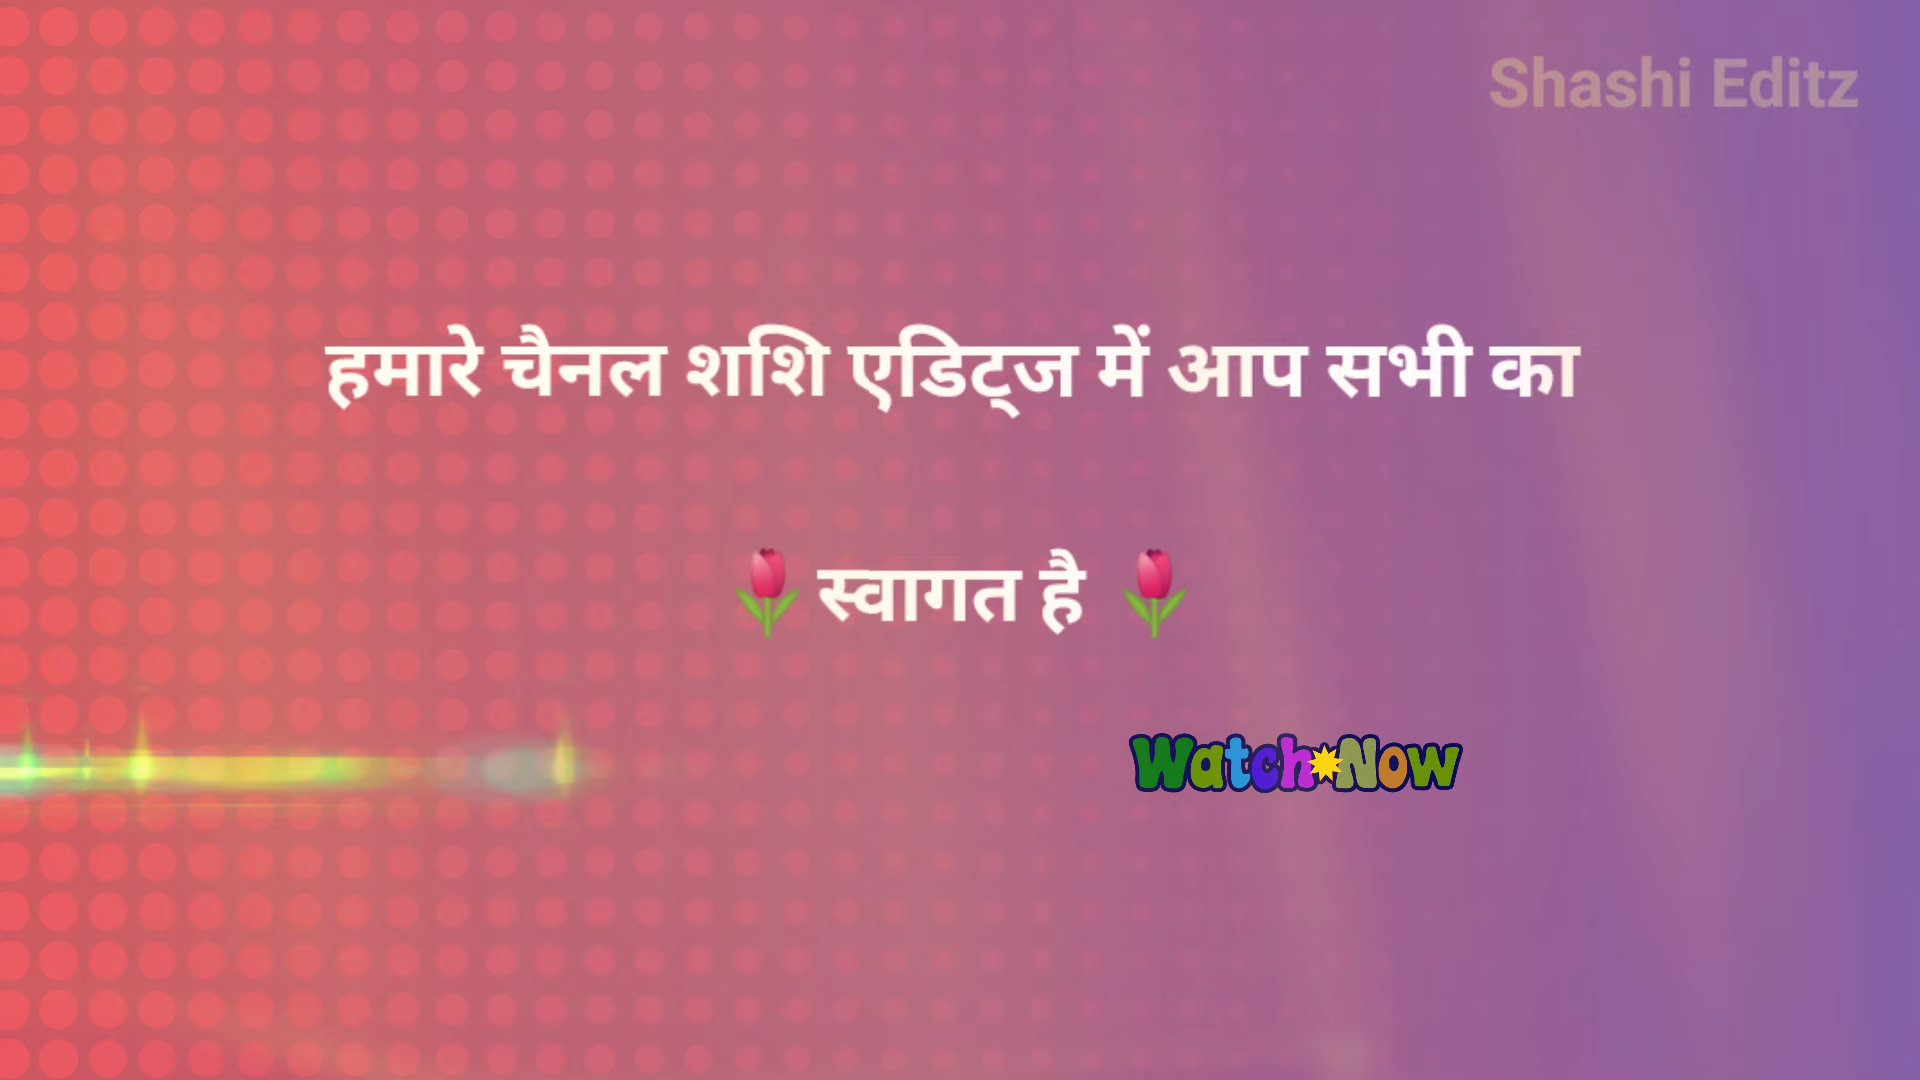 Shashi Editz
हमारे चैनल शशि एडिट्ज में आप सभी का
🌷स्वागत है 🌷
Watch Now